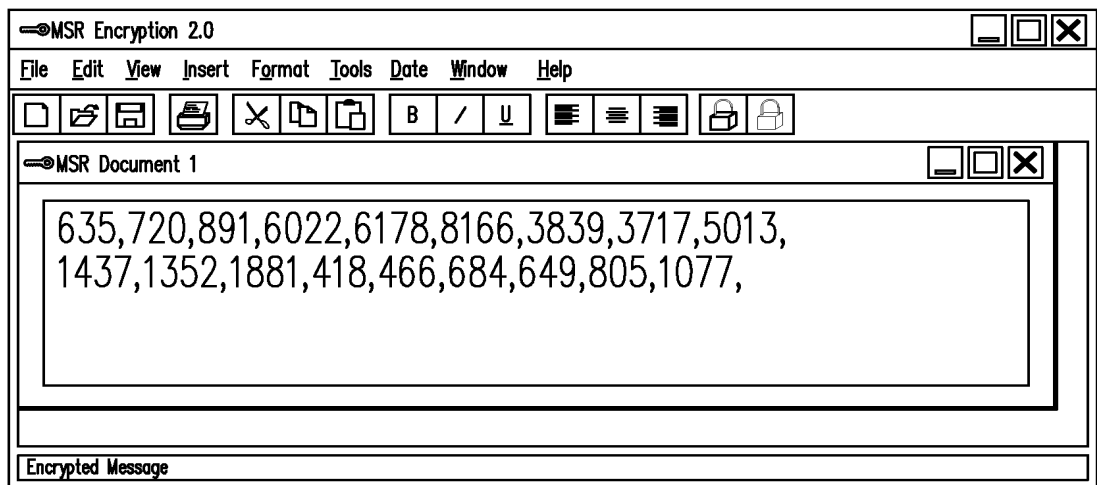 MSR Encryption 2.0
File Edit View Insert Format Tools Date Window Help
B / U
MSR Document 1
635,720,891,6022,6178,8166,3839,3717,5013,
1437,1352,1881,418,466,684,649,805,1077,
Encrypted Message